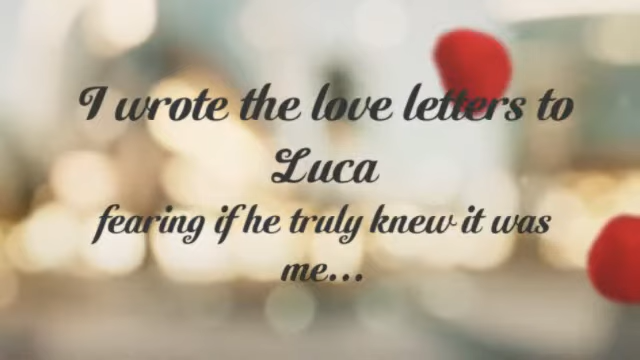 I wrote the love letters to
Luca
fearing if he truly knew it was
me...